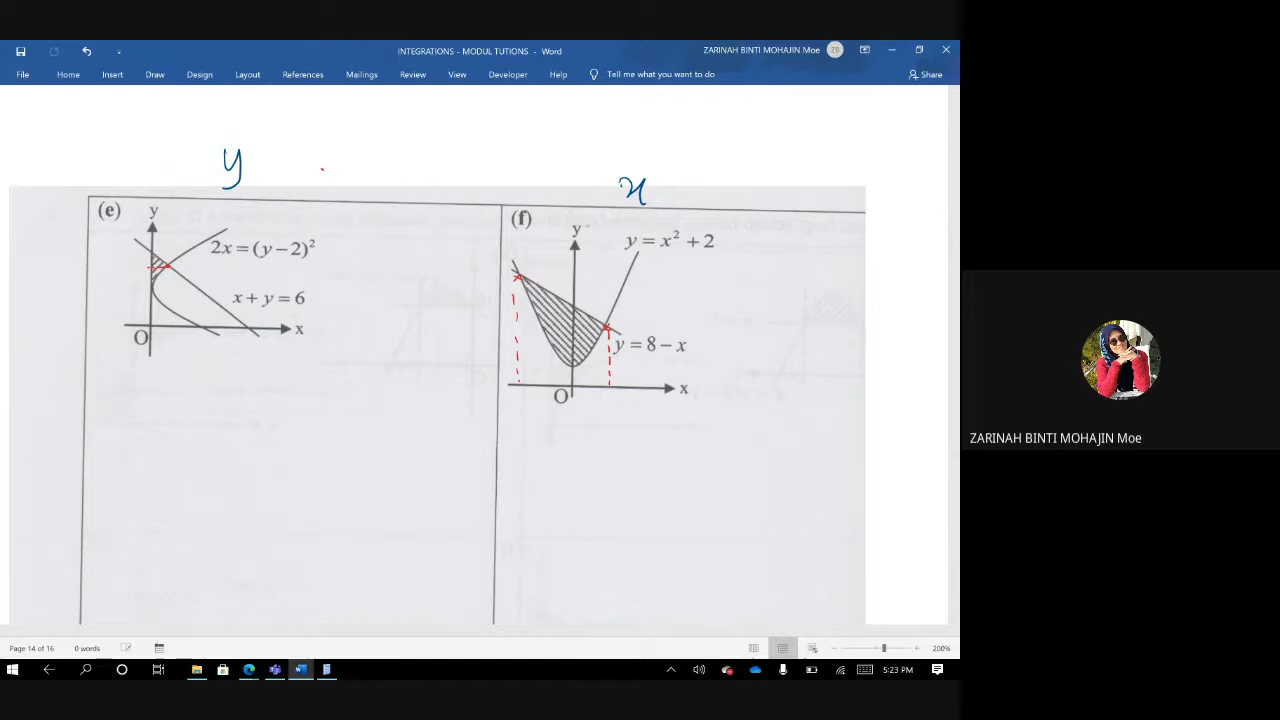 INTEGRATIONS - MODUL TUTIONS - Word
ZARINAH BINTI MOHAJIN Moe ZB
File Home Insert Draw Design Layout References Mailings Review View Developer Help Tell me what you want to do Share
y
x
(e)
y
2x = (y − 2)²
x + y = 6
x
O
(f)
y
y = x² + 2
y = 8 − x
x
O
ZARINAH BINTI MOHAJIN Moe
Page 14 of 16 0 words 200%
5:23 PM